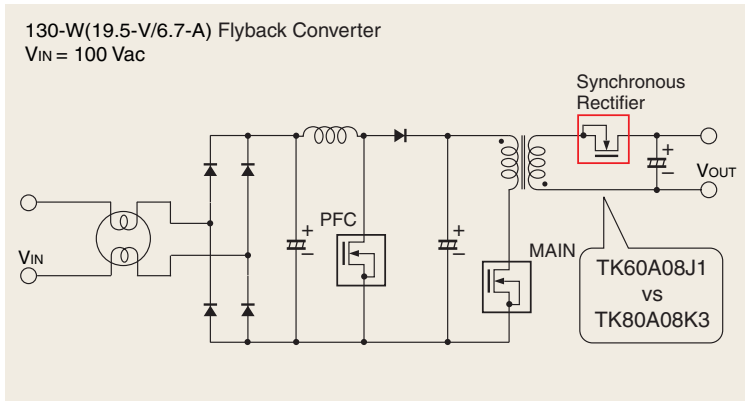 130-W(19.5-V/6.7-A) Flyback Converter
VIN = 100 Vac
Synchronous
Rectifier
+
−
VOUT
PFC
+
−
+
−
MAIN
VIN
TK60A08J1
vs
TK80A08K3